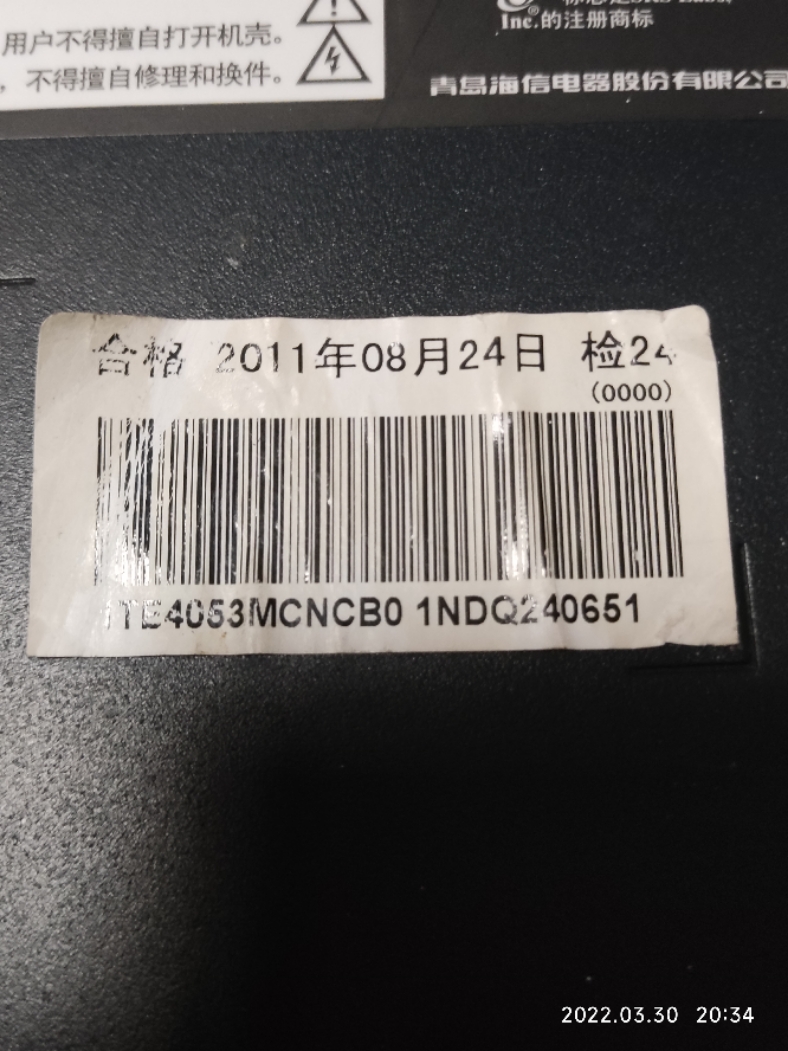 用户不得擅自打开机壳。
，不得擅自修理和换件。
Inc.的注册商标
青岛海信电器股份有限公司
合格 2011年08月24日 检24
(0000)
1TE4053MCNCB0 1NDQ240651
2022.03.30 20:34